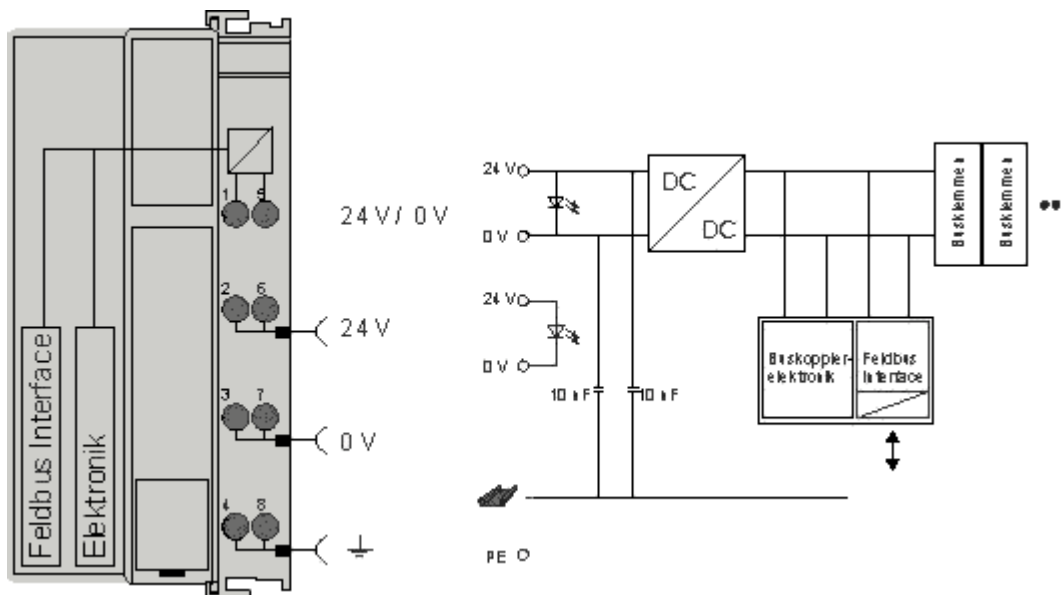 Feldbus Interface
Elektronik
1 5
2 6
3 7
4 8
24 V / 0 V
24 V
0 V
24 V
0 V
24 V
0 V
DC
DC
10 nF
10 nF
Busklemmen
Busklemmen
Buskoppler-
elektronik
Feldbus
Interface
PE